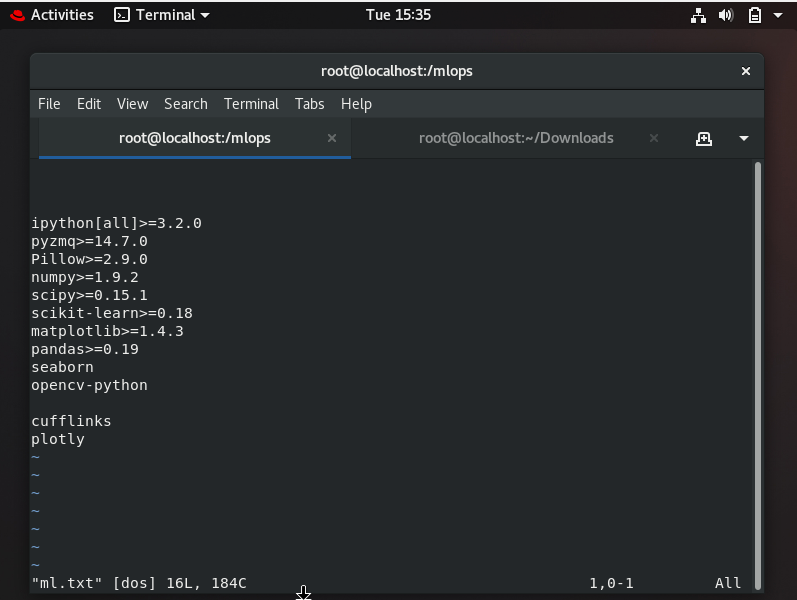 Activities Terminal Tue 15:35
root@localhost:/mlops
File Edit View Search Terminal Tabs Help
root@localhost:/mlops root@localhost:~/Downloads
ipython[all]>=3.2.0
pyzmq>=14.7.0
Pillow>=2.9.0
numpy>=1.9.2
scipy>=0.15.1
scikit-learn>=0.18
matplotlib>=1.4.3
pandas>=0.19
seaborn
opencv-python
cufflinks
plotly
~
~
~
~
~
~
~
"ml.txt" [dos] 16L, 184C 1,0-1 All